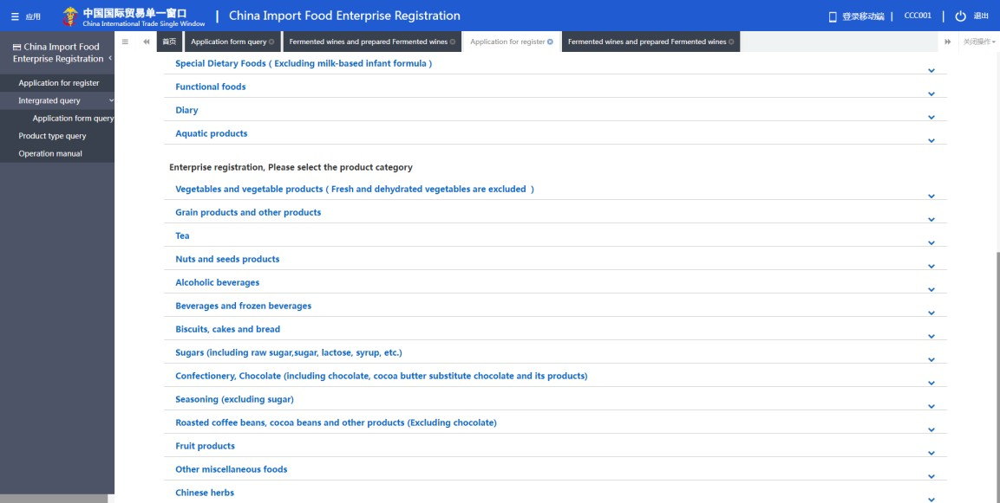 应用
中国国际贸易单一窗口
China International Trade Single Window
China Import Food Enterprise Registration
登录移动端
CCC001
退出
China Import Food
Enterprise Registration
Application for register
Intergrated query
Application form query
Product type query
Operation manual
首页
Application form query
Fermented wines and prepared Fermented wines
Application for register
Fermented wines and prepared Fermented wines
关闭操作
Special Dietary Foods ( Excluding milk-based infant formula )
Functional foods
Diary
Aquatic products
Enterprise registration, Please select the product category
Vegetables and vegetable products ( Fresh and dehydrated vegetables are excluded )
Grain products and other products
Tea
Nuts and seeds products
Alcoholic beverages
Beverages and frozen beverages
Biscuits, cakes and bread
Sugars (including raw sugar,sugar, lactose, syrup, etc.)
Confectionery, Chocolate (including chocolate, cocoa butter substitute chocolate and its products)
Seasoning (excluding sugar)
Roasted coffee beans, cocoa beans and other products (Excluding chocolate)
Fruit products
Other miscellaneous foods
Chinese herbs